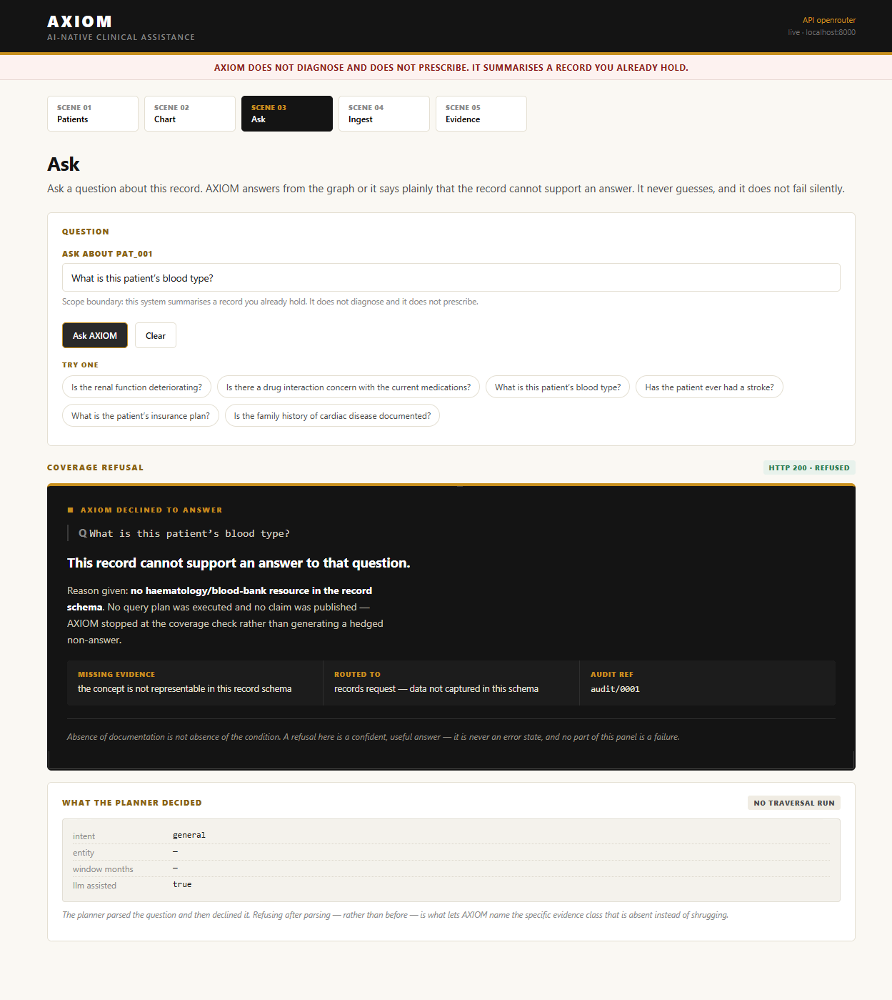 AXIOM
AI-NATIVE CLINICAL ASSISTANCE
API openrouter
live · localhost:8000
AXIOM DOES NOT DIAGNOSE AND DOES NOT PRESCRIBE. IT SUMMARISES A RECORD YOU ALREADY HOLD.
SCENE 01
Patients
SCENE 02
Chart
SCENE 03
Ask
SCENE 04
Ingest
SCENE 05
Evidence
Ask
Ask a question about this record. AXIOM answers from the graph or it says plainly that the record cannot support an answer. It never guesses, and it does not fail silently.
QUESTION
ASK ABOUT PAT_001
What is this patient’s blood type?
Scope boundary: this system summarises a record you already hold. It does not diagnose and it does not prescribe.
Ask AXIOM
Clear
TRY ONE
Is the renal function deteriorating?
Is there a drug interaction concern with the current medications?
What is this patient’s blood type?
Has the patient ever had a stroke?
What is the patient’s insurance plan?
Is the family history of cardiac disease documented?
COVERAGE REFUSAL
HTTP 200 · REFUSED
AXIOM DECLINED TO ANSWER
Q What is this patient’s blood type?
This record cannot support an answer to that question.
Reason given: no haematology/blood-bank resource in the record
schema. No query plan was executed and no claim was published —
AXIOM stopped at the coverage check rather than generating a hedged
non-answer.
MISSING EVIDENCE
the concept is not representable in this record schema
ROUTED TO
records request — data not captured in this schema
AUDIT REF
audit/0001
Absence of documentation is not absence of the condition. A refusal here is a confident, useful answer — it is never an error state, and no part of this panel is a failure.
WHAT THE PLANNER DECIDED
NO TRAVERSAL RUN
intent general
entity —
window months —
llm assisted true
The planner parsed the question and then declined it. Refusing after parsing — rather than before — is what lets AXIOM name the specific evidence class that is absent instead of shrugging.